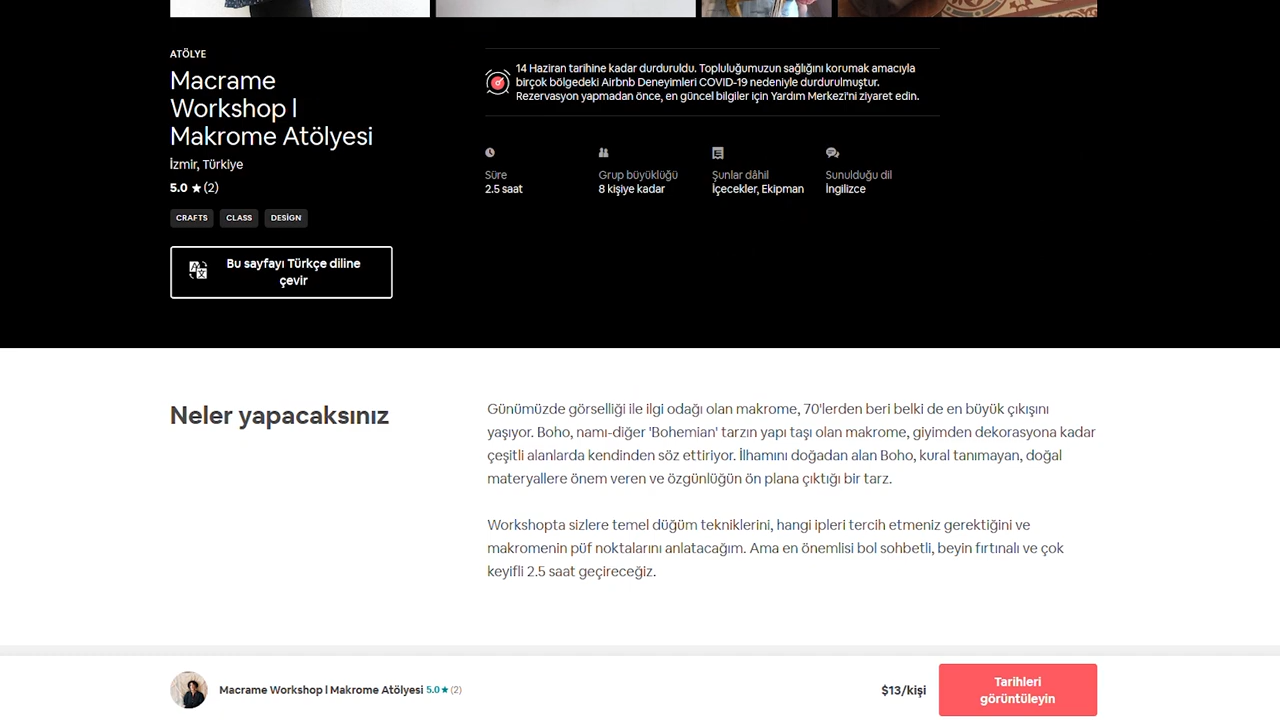 ATÖLYE
Macrame
Workshop l
Makrome Atölyesi
İzmir, Türkiye
5.0 ★ (2)
CRAFTS CLASS DESİGN
Bu sayfayı Türkçe diline
çevir
14 Haziran tarihine kadar durduruldu. Topluluğumuzun sağlığını korumak amacıyla
birçok bölgedeki Airbnb Deneyimleri COVID-19 nedeniyle durdurulmuştur.
Rezervasyon yapmadan önce, en güncel bilgiler için Yardım Merkezi'ni ziyaret edin.
Süre
2.5 saat
Grup büyüklüğü
8 kişiye kadar
Şunlar dâhil
İçecekler, Ekipman
Sunulduğu dil
İngilizce
Neler yapacaksınız
Günümüzde görselliği ile ilgi odağı olan makrome, 70'lerden beri belki de en büyük çıkışını
yaşıyor. Boho, namı-diğer 'Bohemian' tarzın yapı taşı olan makrome, giyimden dekorasyona kadar
çeşitli alanlarda kendinden söz ettiriyor. İlhamını doğadan alan Boho, kural tanımayan, doğal
materyallere önem veren ve özgünlüğün ön plana çıktığı bir tarz.
Workshopta sizlere temel düğüm tekniklerini, hangi ipleri tercih etmeniz gerektiğini ve
makromenin püf noktalarını anlatacağım. Ama en önemlisi bol sohbetli, beyin fırtınalı ve çok
keyifli 2.5 saat geçireceğiz.
Macrame Workshop l Makrome Atölyesi 5.0 ★ (2)
$13/kişi
Tarihleri
görüntüleyin